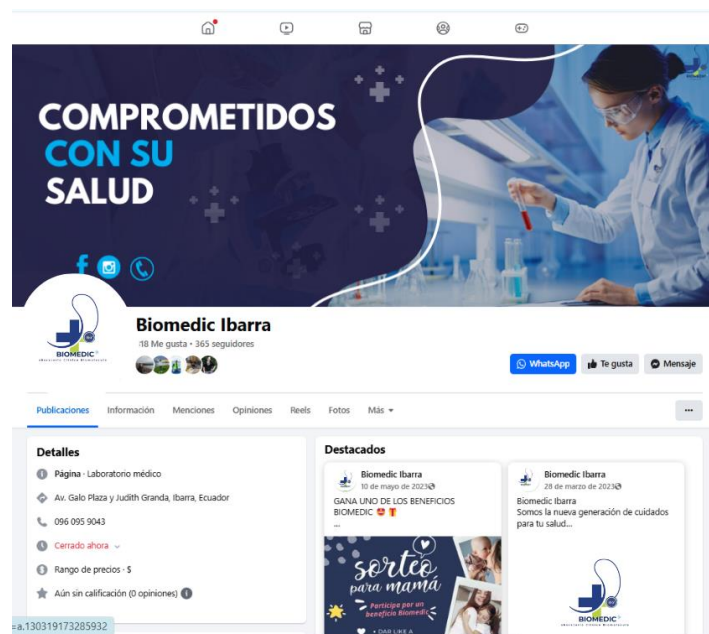 COMPROMETIDOS
CON SU
SALUD
BIOMEDIC
Biomedic Ibarra
18 Me gusta • 365 seguidores
WhatsApp
Te gusta
Mensaje
Publicaciones
Información
Menciones
Opiniones
Reels
Fotos
Más
Detalles
Página · Laboratorio médico
Av. Galo Plaza y Judith Granda, Ibarra, Ecuador
096 095 9043
Cerrado ahora
Rango de precios · $
Aún sin calificación (0 opiniones)
Destacados
Biomedic Ibarra
10 de mayo de 2023
GANA UNO DE LOS BENEFICIOS
BIOMEDIC
...
sorteo
para mamá
Participe por un
beneficio Biomedic
• DAR LIKE A
Biomedic Ibarra
28 de marzo de 2023
Biomedic Ibarra
Somos la nueva generación de cuidados
para tu salud...
BIOMEDIC
=a.130319173285932